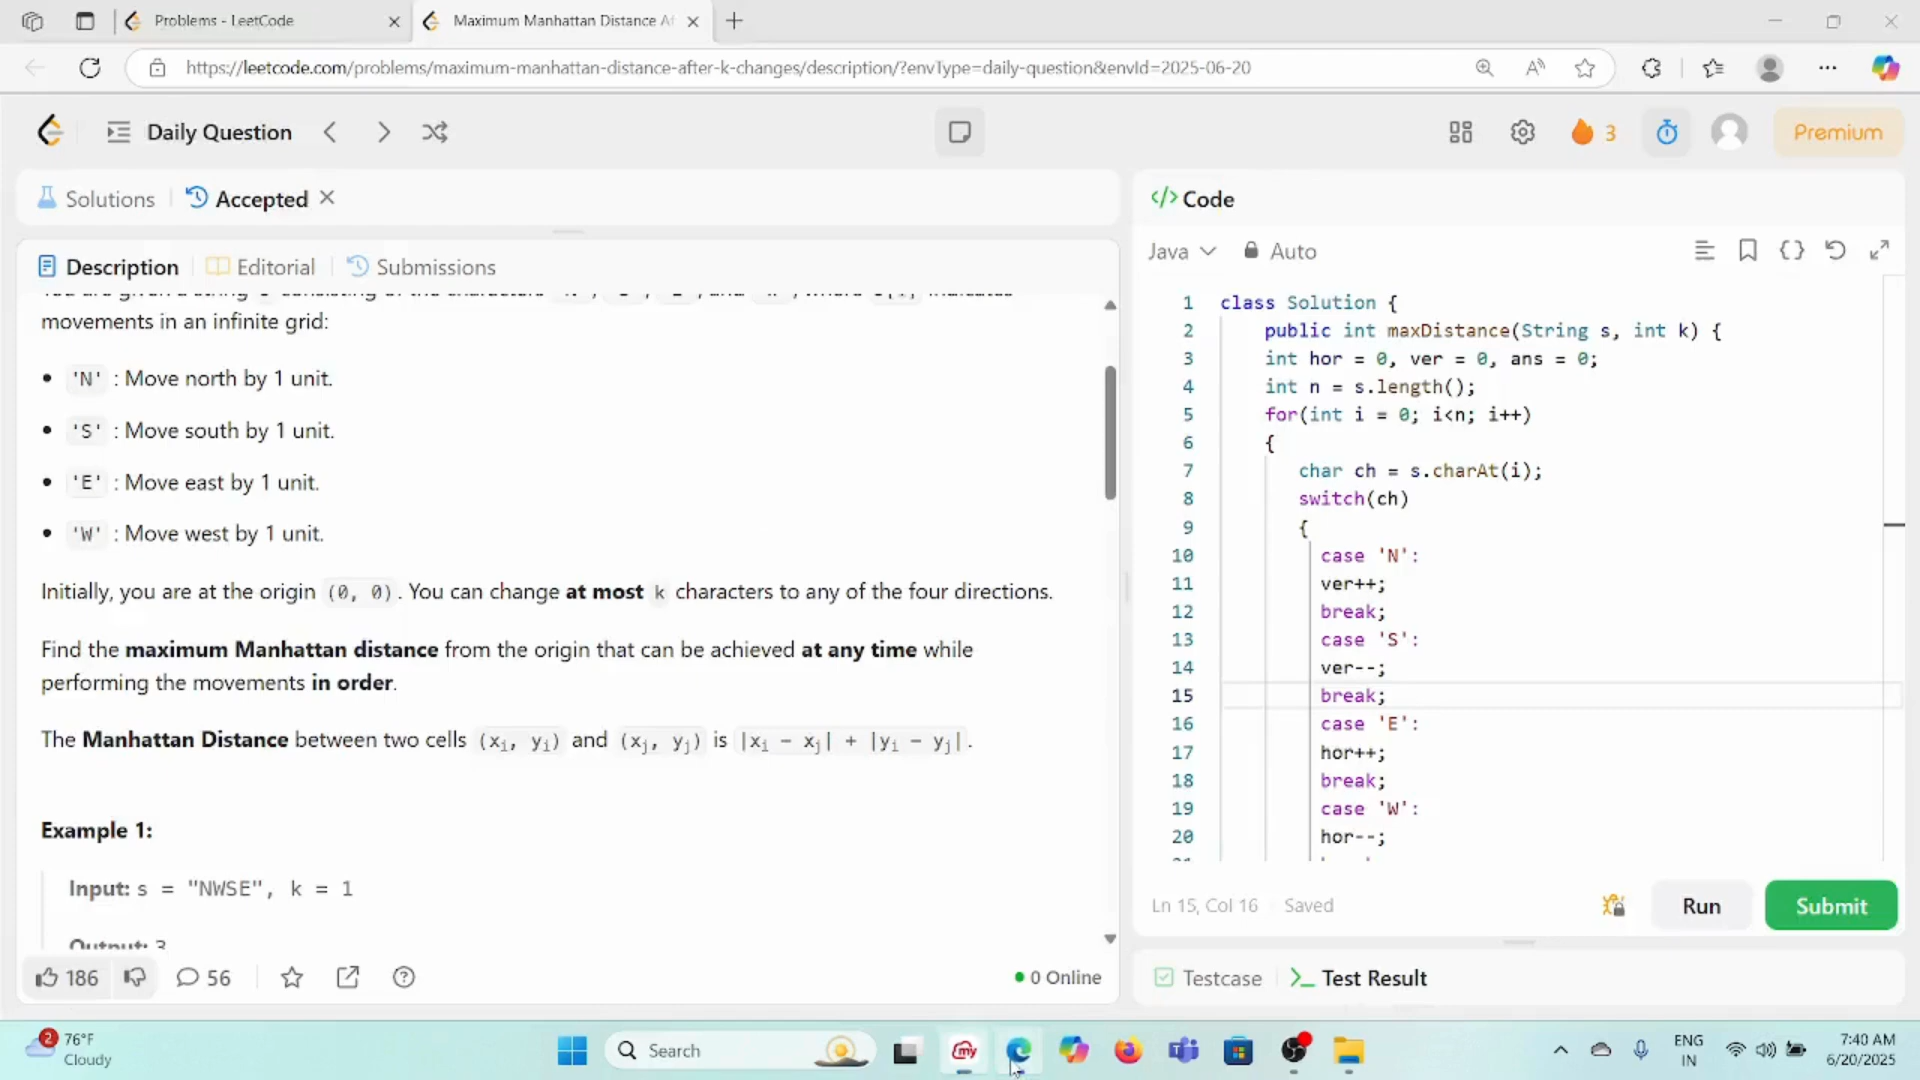 Problems - LeetCode
Maximum Manhattan Distance Af
https://leetcode.com/problems/maximum-manhattan-distance-after-k-changes/description/?envType=daily-question&envId=2025-06-20
Daily Question
3
Premium
Solutions
Accepted
Description
Editorial
Submissions
movements in an infinite grid:
'N' : Move north by 1 unit.
'S' : Move south by 1 unit.
'E' : Move east by 1 unit.
'W' : Move west by 1 unit.
Initially, you are at the origin (0, 0). You can change at most k characters to any of the four directions.
Find the maximum Manhattan distance from the origin that can be achieved at any time while
performing the movements in order.
The Manhattan Distance between two cells (xi, yi) and (xj, yj) is |xi - xj| + |yi - yj|.
Example 1:
Input: s = "NWSE", k = 1
Output: 3
186
56
0 Online
</> Code
Java
Auto
1 class Solution {
2 public int maxDistance(String s, int k) {
3 int hor = 0, ver = 0, ans = 0;
4 int n = s.length();
5 for(int i = 0; i<n; i++)
6 {
7 char ch = s.charAt(i);
8 switch(ch)
9 {
10 case 'N':
11 ver++;
12 break;
13 case 'S':
14 ver--;
15 break;
16 case 'E':
17 hor++;
18 break;
19 case 'W':
20 hor--;
Ln 15, Col 16
Saved
Run
Submit
Testcase
Test Result
2
76°F
Cloudy
Search
my
ENG
IN
7:40 AM
6/20/2025